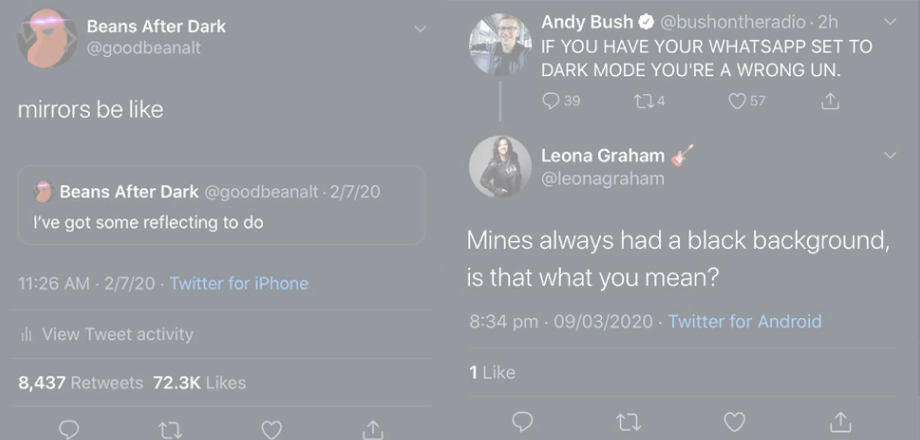 Beans After Dark
@goodbeanalt
mirrors be like
Beans After Dark @goodbeanalt · 2/7/20
I've got some reflecting to do
11:26 AM · 2/7/20 · Twitter for iPhone
View Tweet activity
8,437 Retweets 72.3K Likes
Andy Bush @bushontheradio · 2h
IF YOU HAVE YOUR WHATSAPP SET TO
DARK MODE YOU'RE A WRONG UN.
39 4 57
Leona Graham 🎸
@leonagraham
Mines always had a black background,
is that what you mean?
8:34 pm · 09/03/2020 · Twitter for Android
1 Like